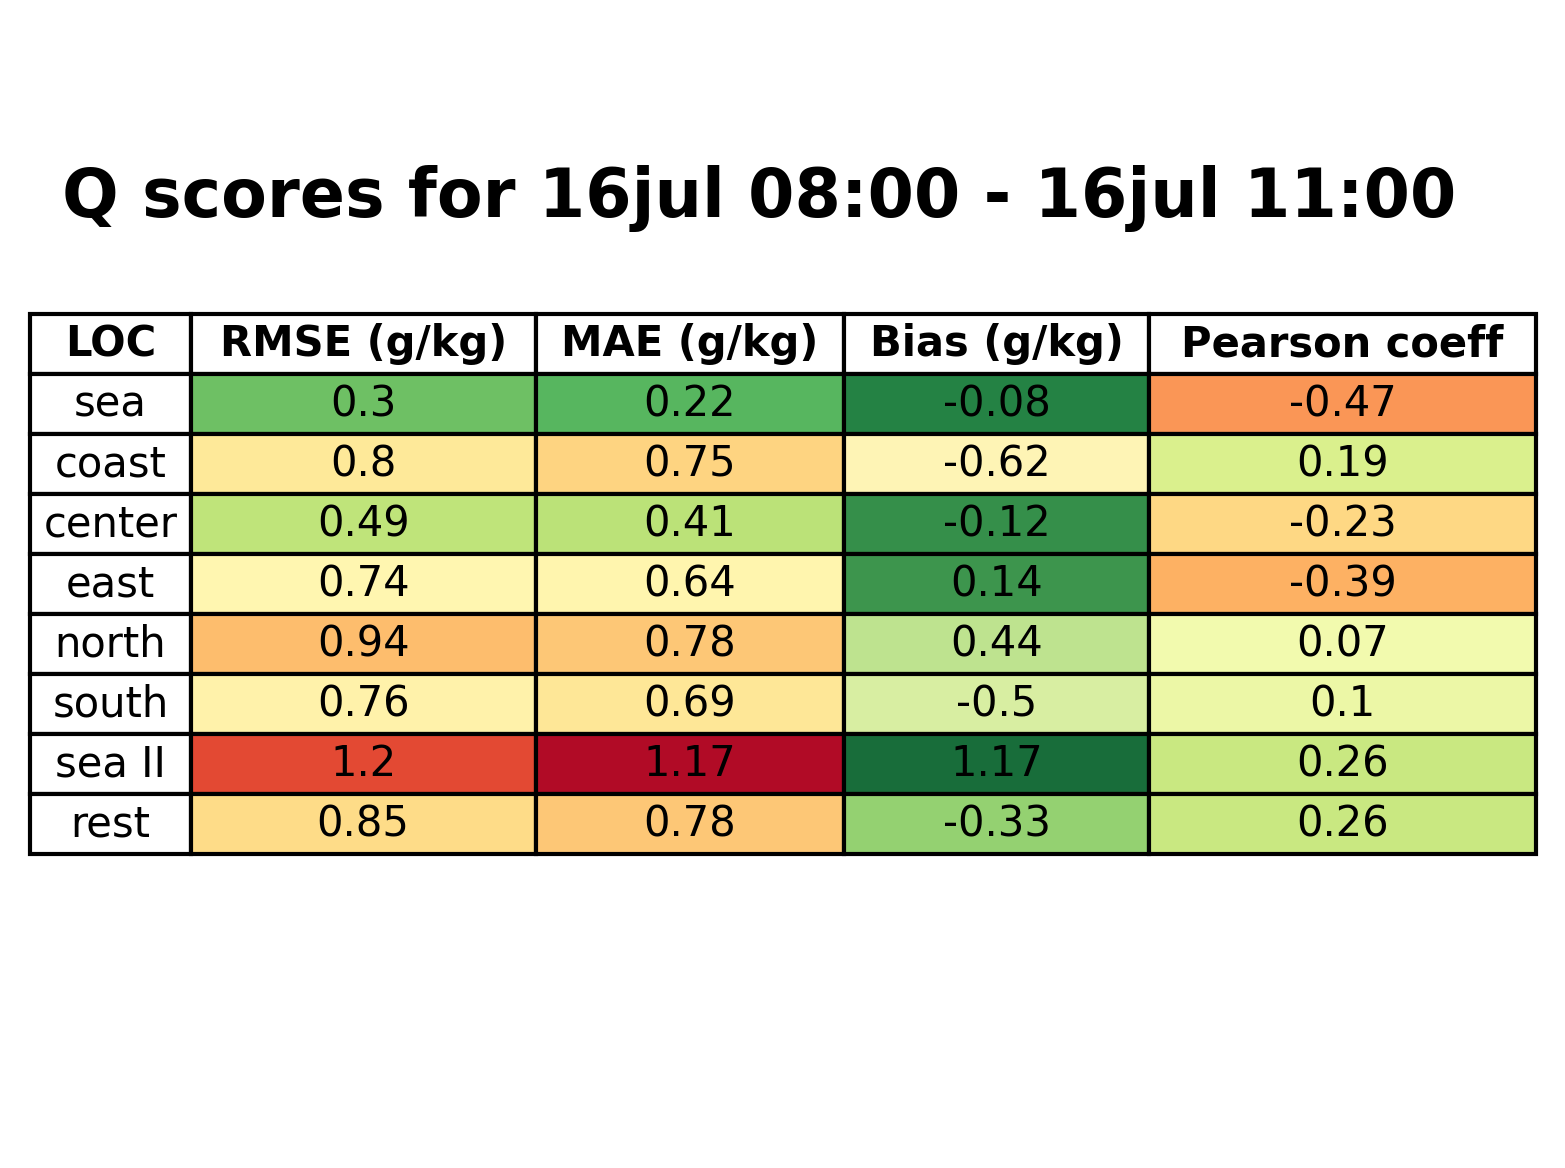 Q scores for 16jul 08:00 - 16jul 11:00
LOC RMSE (g/kg) MAE (g/kg) Bias (g/kg) Pearson coeff
sea 0.3 0.22 -0.08 -0.47
coast 0.8 0.75 -0.62 0.19
center 0.49 0.41 -0.12 -0.23
east 0.74 0.64 0.14 -0.39
north 0.94 0.78 0.44 0.07
south 0.76 0.69 -0.5 0.1
sea II 1.2 1.17 1.17 0.26
rest 0.85 0.78 -0.33 0.26